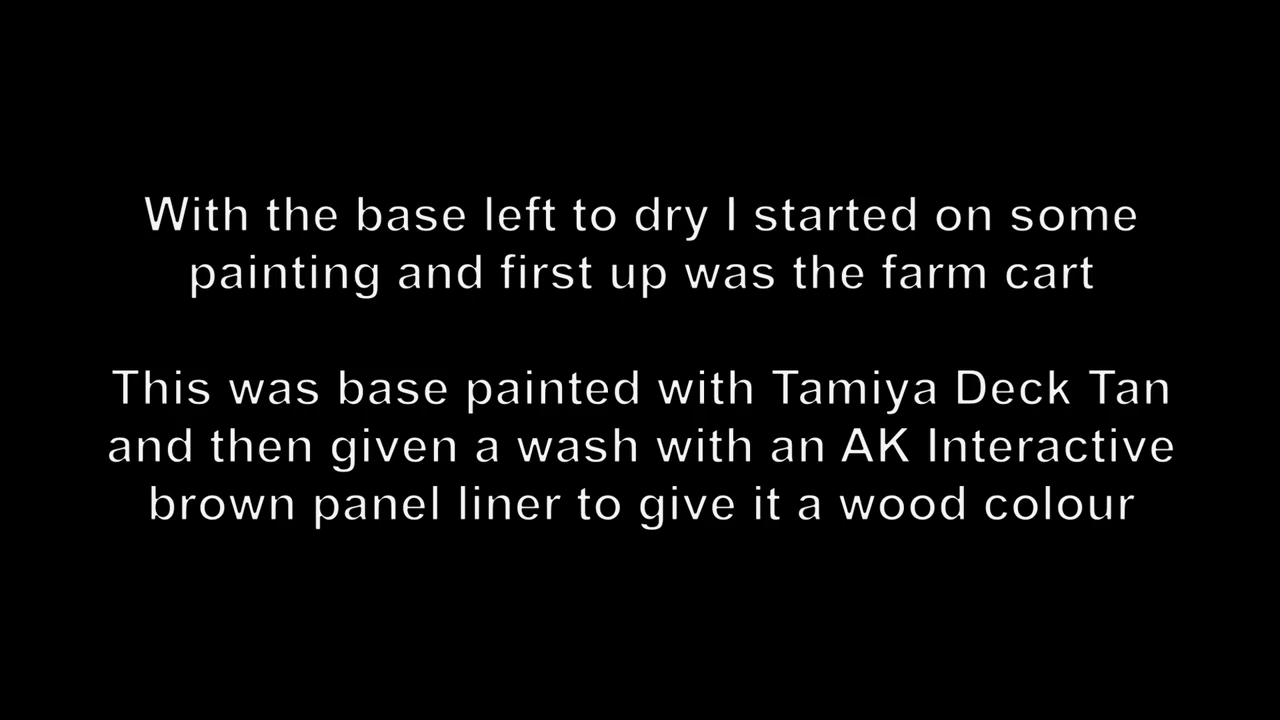 With the base left to dry I started on some
painting and first up was the farm cart
This was base painted with Tamiya Deck Tan
and then given a wash with an AK Interactive
brown panel liner to give it a wood colour